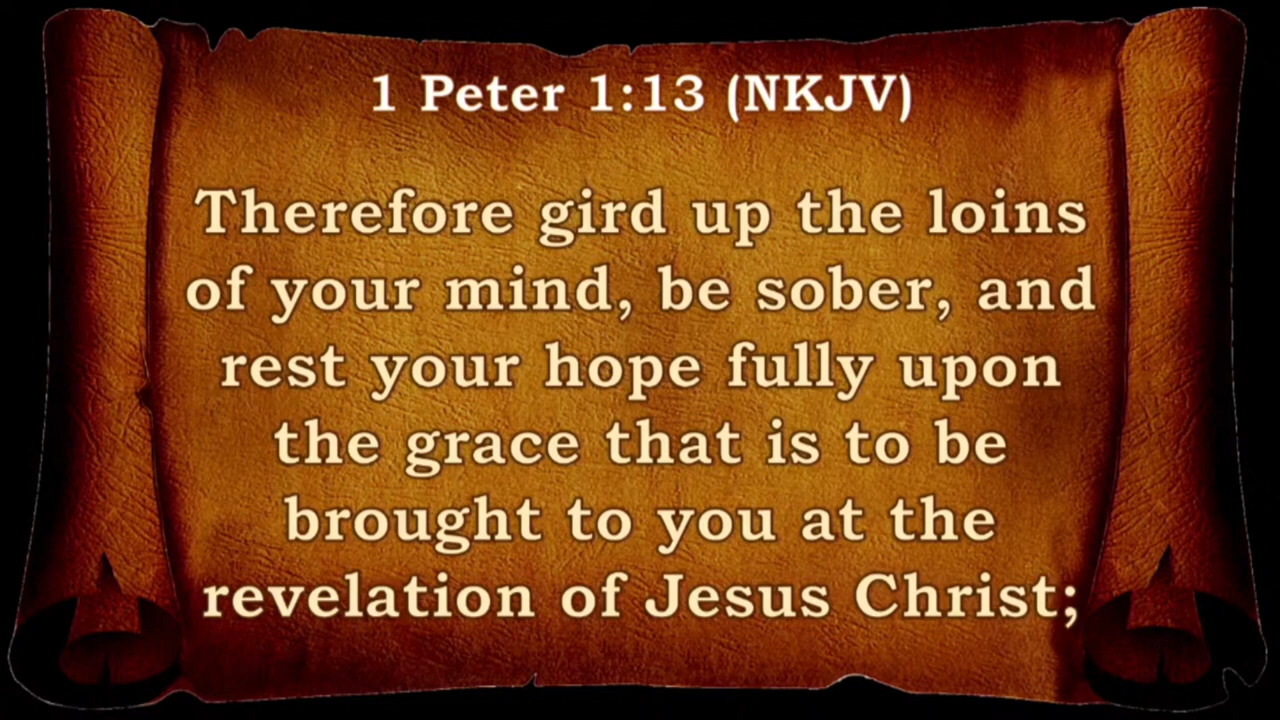 1 Peter 1:13 (NKJV)
Therefore gird up the loins
of your mind, be sober, and
rest your hope fully upon
the grace that is to be
brought to you at the
revelation of Jesus Christ;